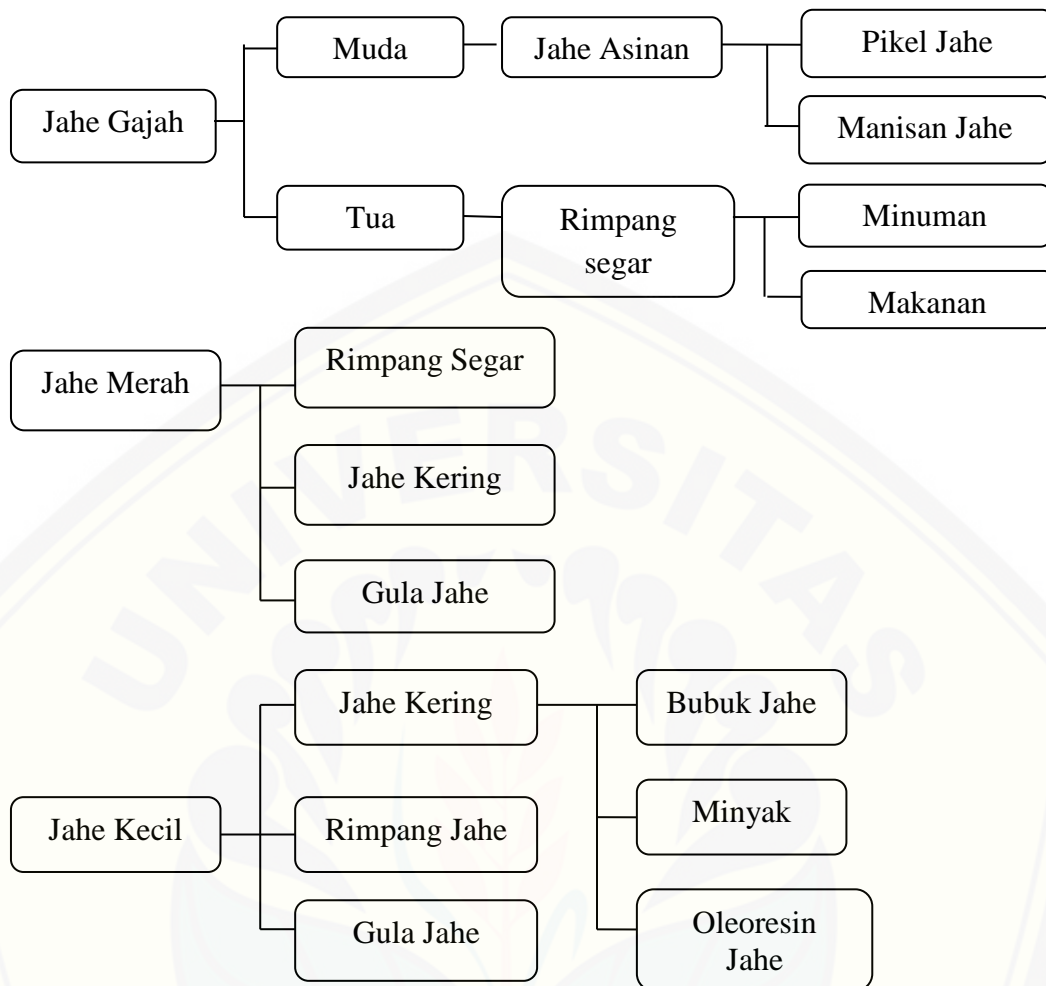 Muda
Jahe Asinan
Pikel Jahe
Jahe Gajah
Manisan Jahe
Tua
Rimpang
segar
Minuman
Makanan
Jahe Merah
Rimpang Segar
Jahe Kering
Gula Jahe
Jahe Kecil
Jahe Kering
Bubuk Jahe
Minyak
Rimpang Jahe
Gula Jahe
Oleoresin
Jahe
UNIVERSITAS